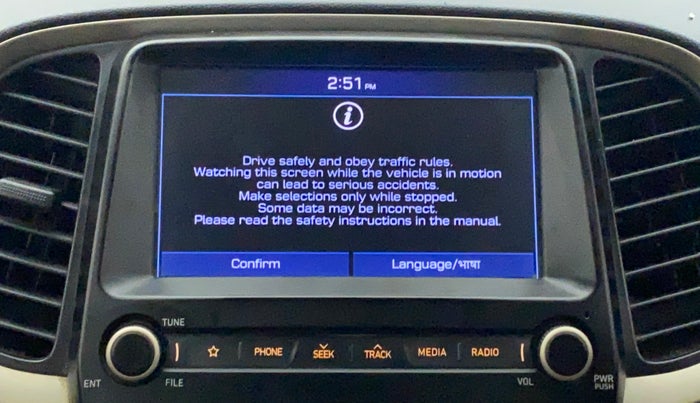 2:51 PM
i
Drive safely and obey traffic rules.
Watching this screen while the vehicle is in motion
can lead to serious accidents.
Make selections only while stopped.
Some data may be incorrect.
Please read the safety instructions in the manual.
Confirm
Language/भाषा
TUNE
PHONE
SEEK
TRACK
MEDIA
RADIO
ENT
FILE
VOL
PWR
PUSH